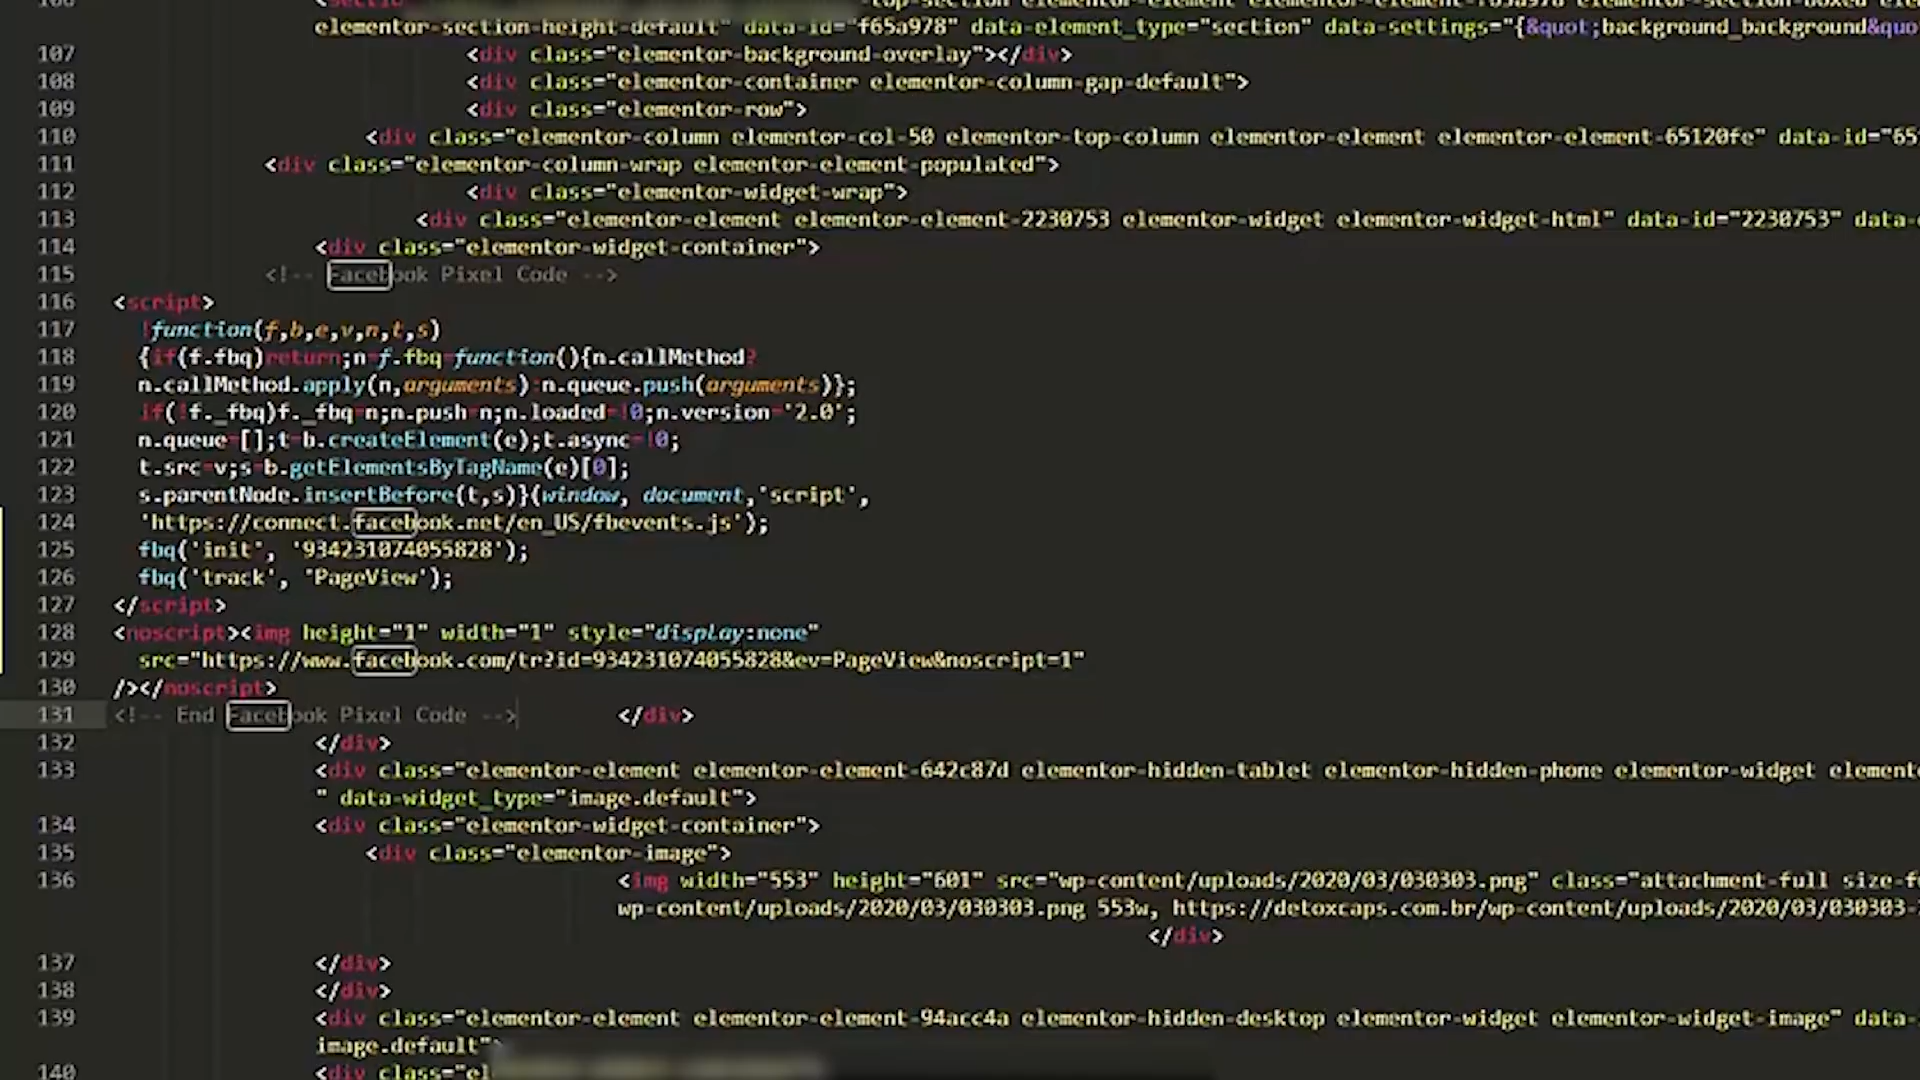 elementor-section-height-default" data-id="f65a978" data-element_type="section" data-settings="{&quot;background_background&quo
107 <div class="elementor-background-overlay"></div>
108 <div class="elementor-container elementor-column-gap-default">
109 <div class="elementor-row">
110 <div class="elementor-column elementor-col-50 elementor-top-column elementor-element elementor-element-65120fe" data-id="65
111 <div class="elementor-column-wrap elementor-element-populated">
112 <div class="elementor-widget-wrap">
113 <div class="elementor-element elementor-element-2230753 elementor-widget elementor-widget-html" data-id="2230753" data-e
114 <div class="elementor-widget-container">
115 <!-- Facebook Pixel Code -->
116 <script>
117 !function(f,b,e,v,n,t,s)
118 {if(f.fbq)return;n=f.fbq=function(){n.callMethod?
119 n.callMethod.apply(n,arguments):n.queue.push(arguments)};
120 if(!f._fbq)f._fbq=n;n.push=n;n.loaded=!0;n.version='2.0';
121 n.queue=[];t=b.createElement(e);t.async=!0;
122 t.src=v;s=b.getElementsByTagName(e)[0];
123 s.parentNode.insertBefore(t,s)}(window, document,'script',
124 'https://connect.facebook.net/en_US/fbevents.js');
125 fbq('init', '934231074055828');
126 fbq('track', 'PageView');
127 </script>
128 <noscript><img height="1" width="1" style="display:none"
129 src="https://www.facebook.com/tr?id=934231074055828&ev=PageView&noscript=1"
130 /></noscript>
131 <!-- End Facebook Pixel Code --> </div>
132 </div>
133 <div class="elementor-element elementor-element-642c87d elementor-hidden-tablet elementor-hidden-phone elementor-widget elemento
" data-widget_type="image.default">
134 <div class="elementor-widget-container">
135 <div class="elementor-image">
136 <img width="553" height="601" src="wp-content/uploads/2020/03/030303.png" class="attachment-full size-fu
wp-content/uploads/2020/03/030303.png 553w, https://detoxcaps.com.br/wp-content/uploads/2020/03/030303-
</div>
137 </div>
138 </div>
139 <div class="elementor-element elementor-element-94acc4a elementor-hidden-desktop elementor-widget elementor-widget-image" data-
image.default">
140 <div class="el